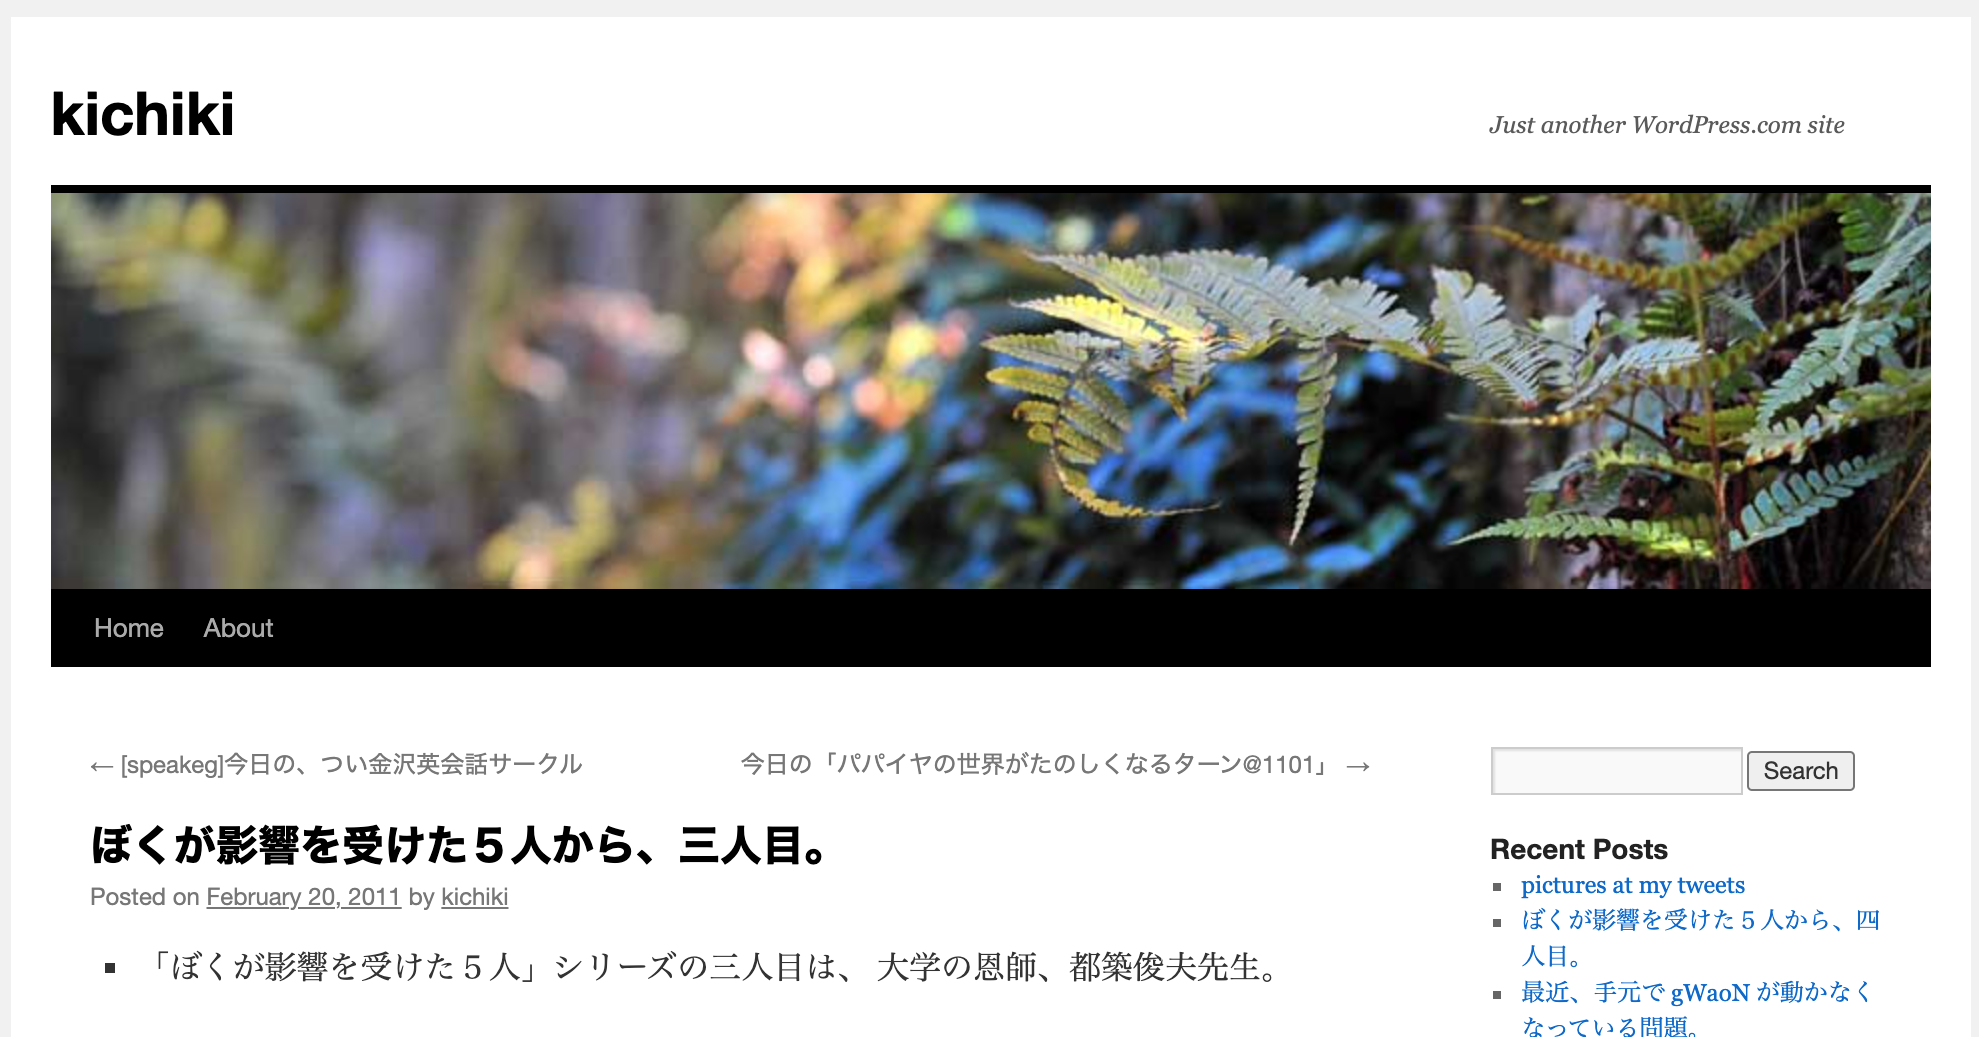 kichiki
Just another WordPress.com site
Home About
← [speakeg]今日の、つい金沢英会話サークル
今日の「パパイヤの世界がたのしくなるターン@1101」 →
ぼくが影響を受けた５人から、三人目。
Posted on February 20, 2011 by kichiki
「ぼくが影響を受けた５人」シリーズの三人目は、 大学の恩師、都築俊夫先生。
Search
Recent Posts
pictures at my tweets
ぼくが影響を受けた５人から、四
人目。
最近、手元で gWaoN が動かなく
なっている問題。